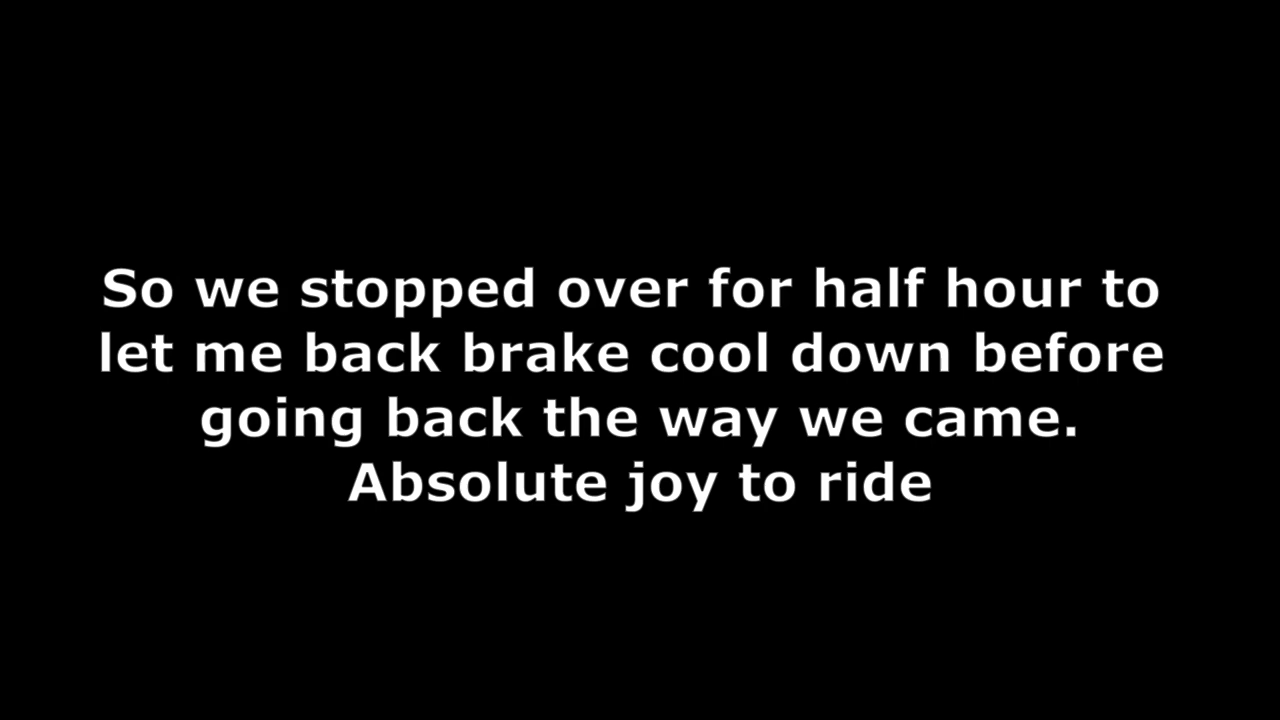 So we stopped over for half hour to
let me back brake cool down before
going back the way we came.
Absolute joy to ride